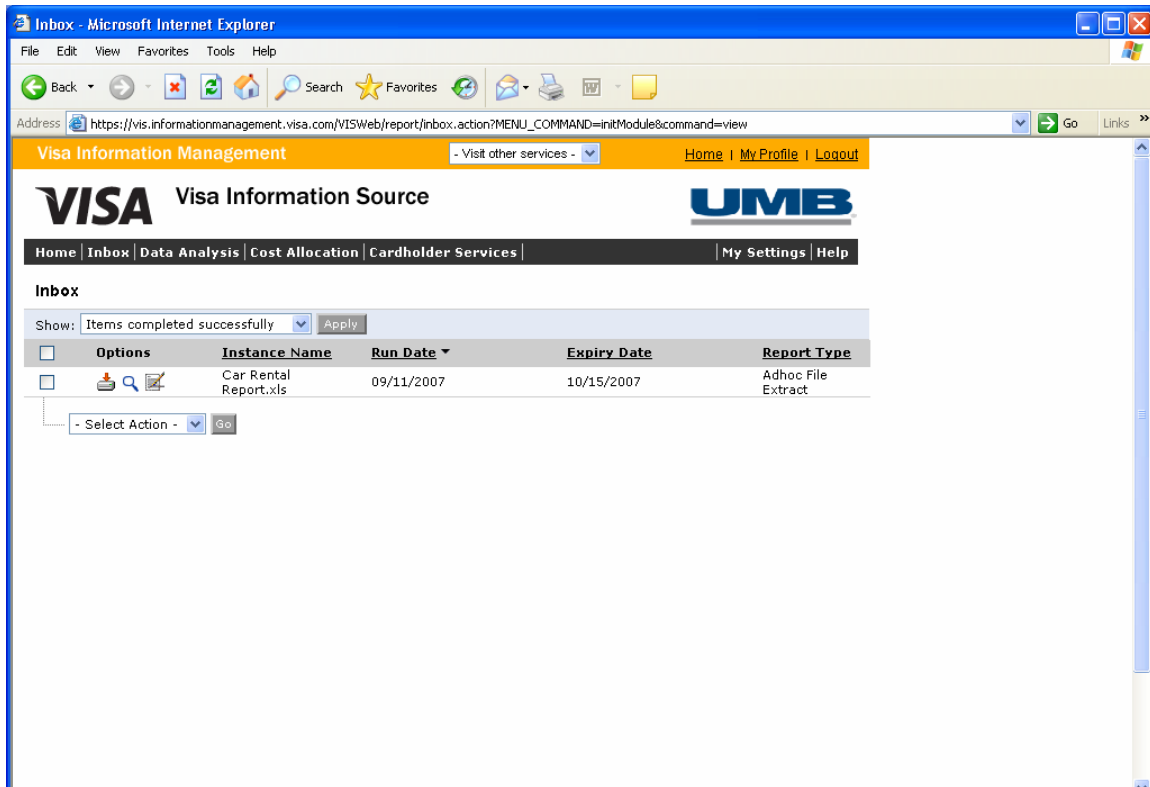 Inbox - Microsoft Internet Explorer
File Edit View Favorites Tools Help
Back Search Favorites
Address https://vis.informationmanagement.visa.com/VISWeb/report/inbox.action?MENU_COMMAND=initModule&command=view Go Links »
Visa Information Management - Visit other services - Home | My Profile | Logout
VISA Visa Information Source UMB
Home | Inbox | Data Analysis | Cost Allocation | Cardholder Services | | My Settings | Help
Inbox
Show: Items completed successfully Apply
Options Instance Name Run Date Expiry Date Report Type
Car Rental Report.xls 09/11/2007 10/15/2007 Adhoc File Extract
- Select Action - Go